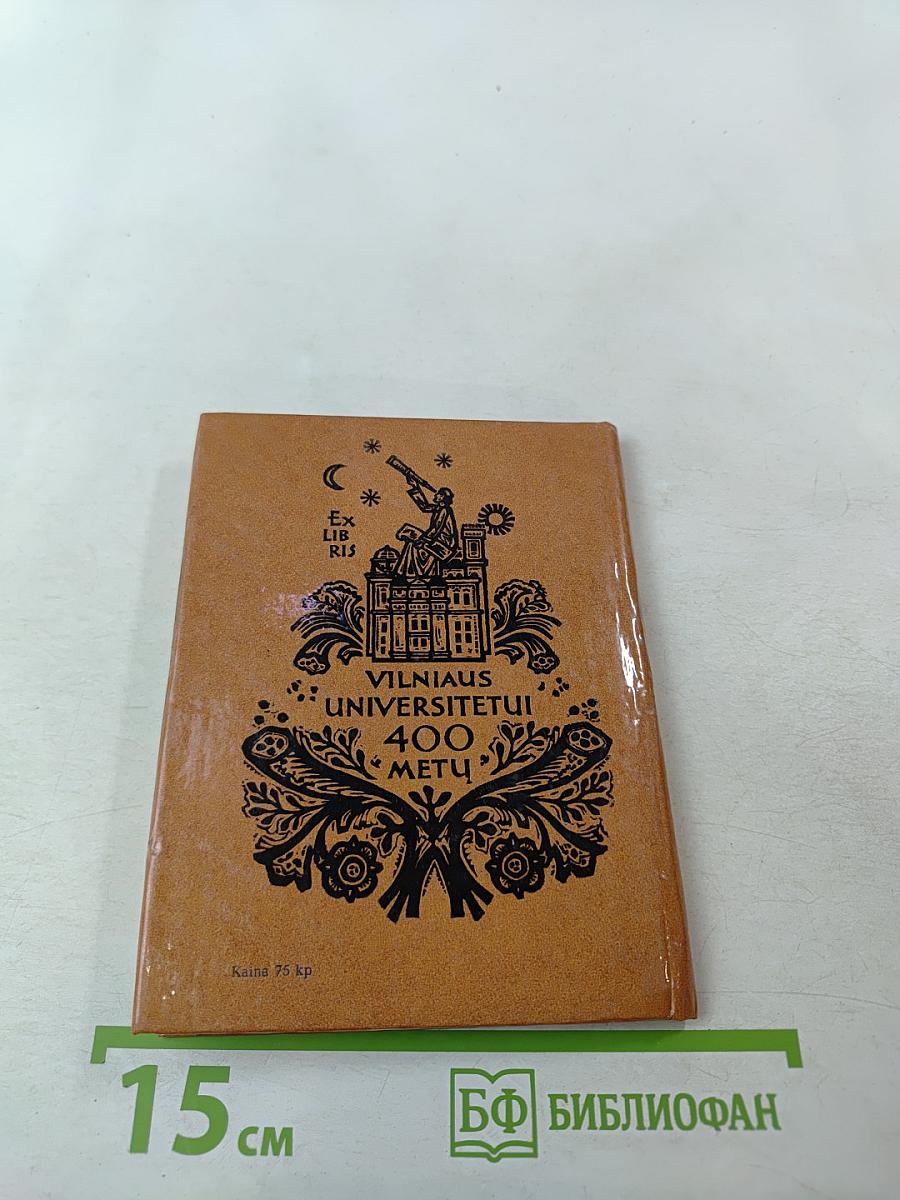 Ex
LIB
RIS
VILNIAUS
UNIVERSITETUI
400
METŲ
Kaina 75 kp
15 см
БФ БИБЛИОФАН